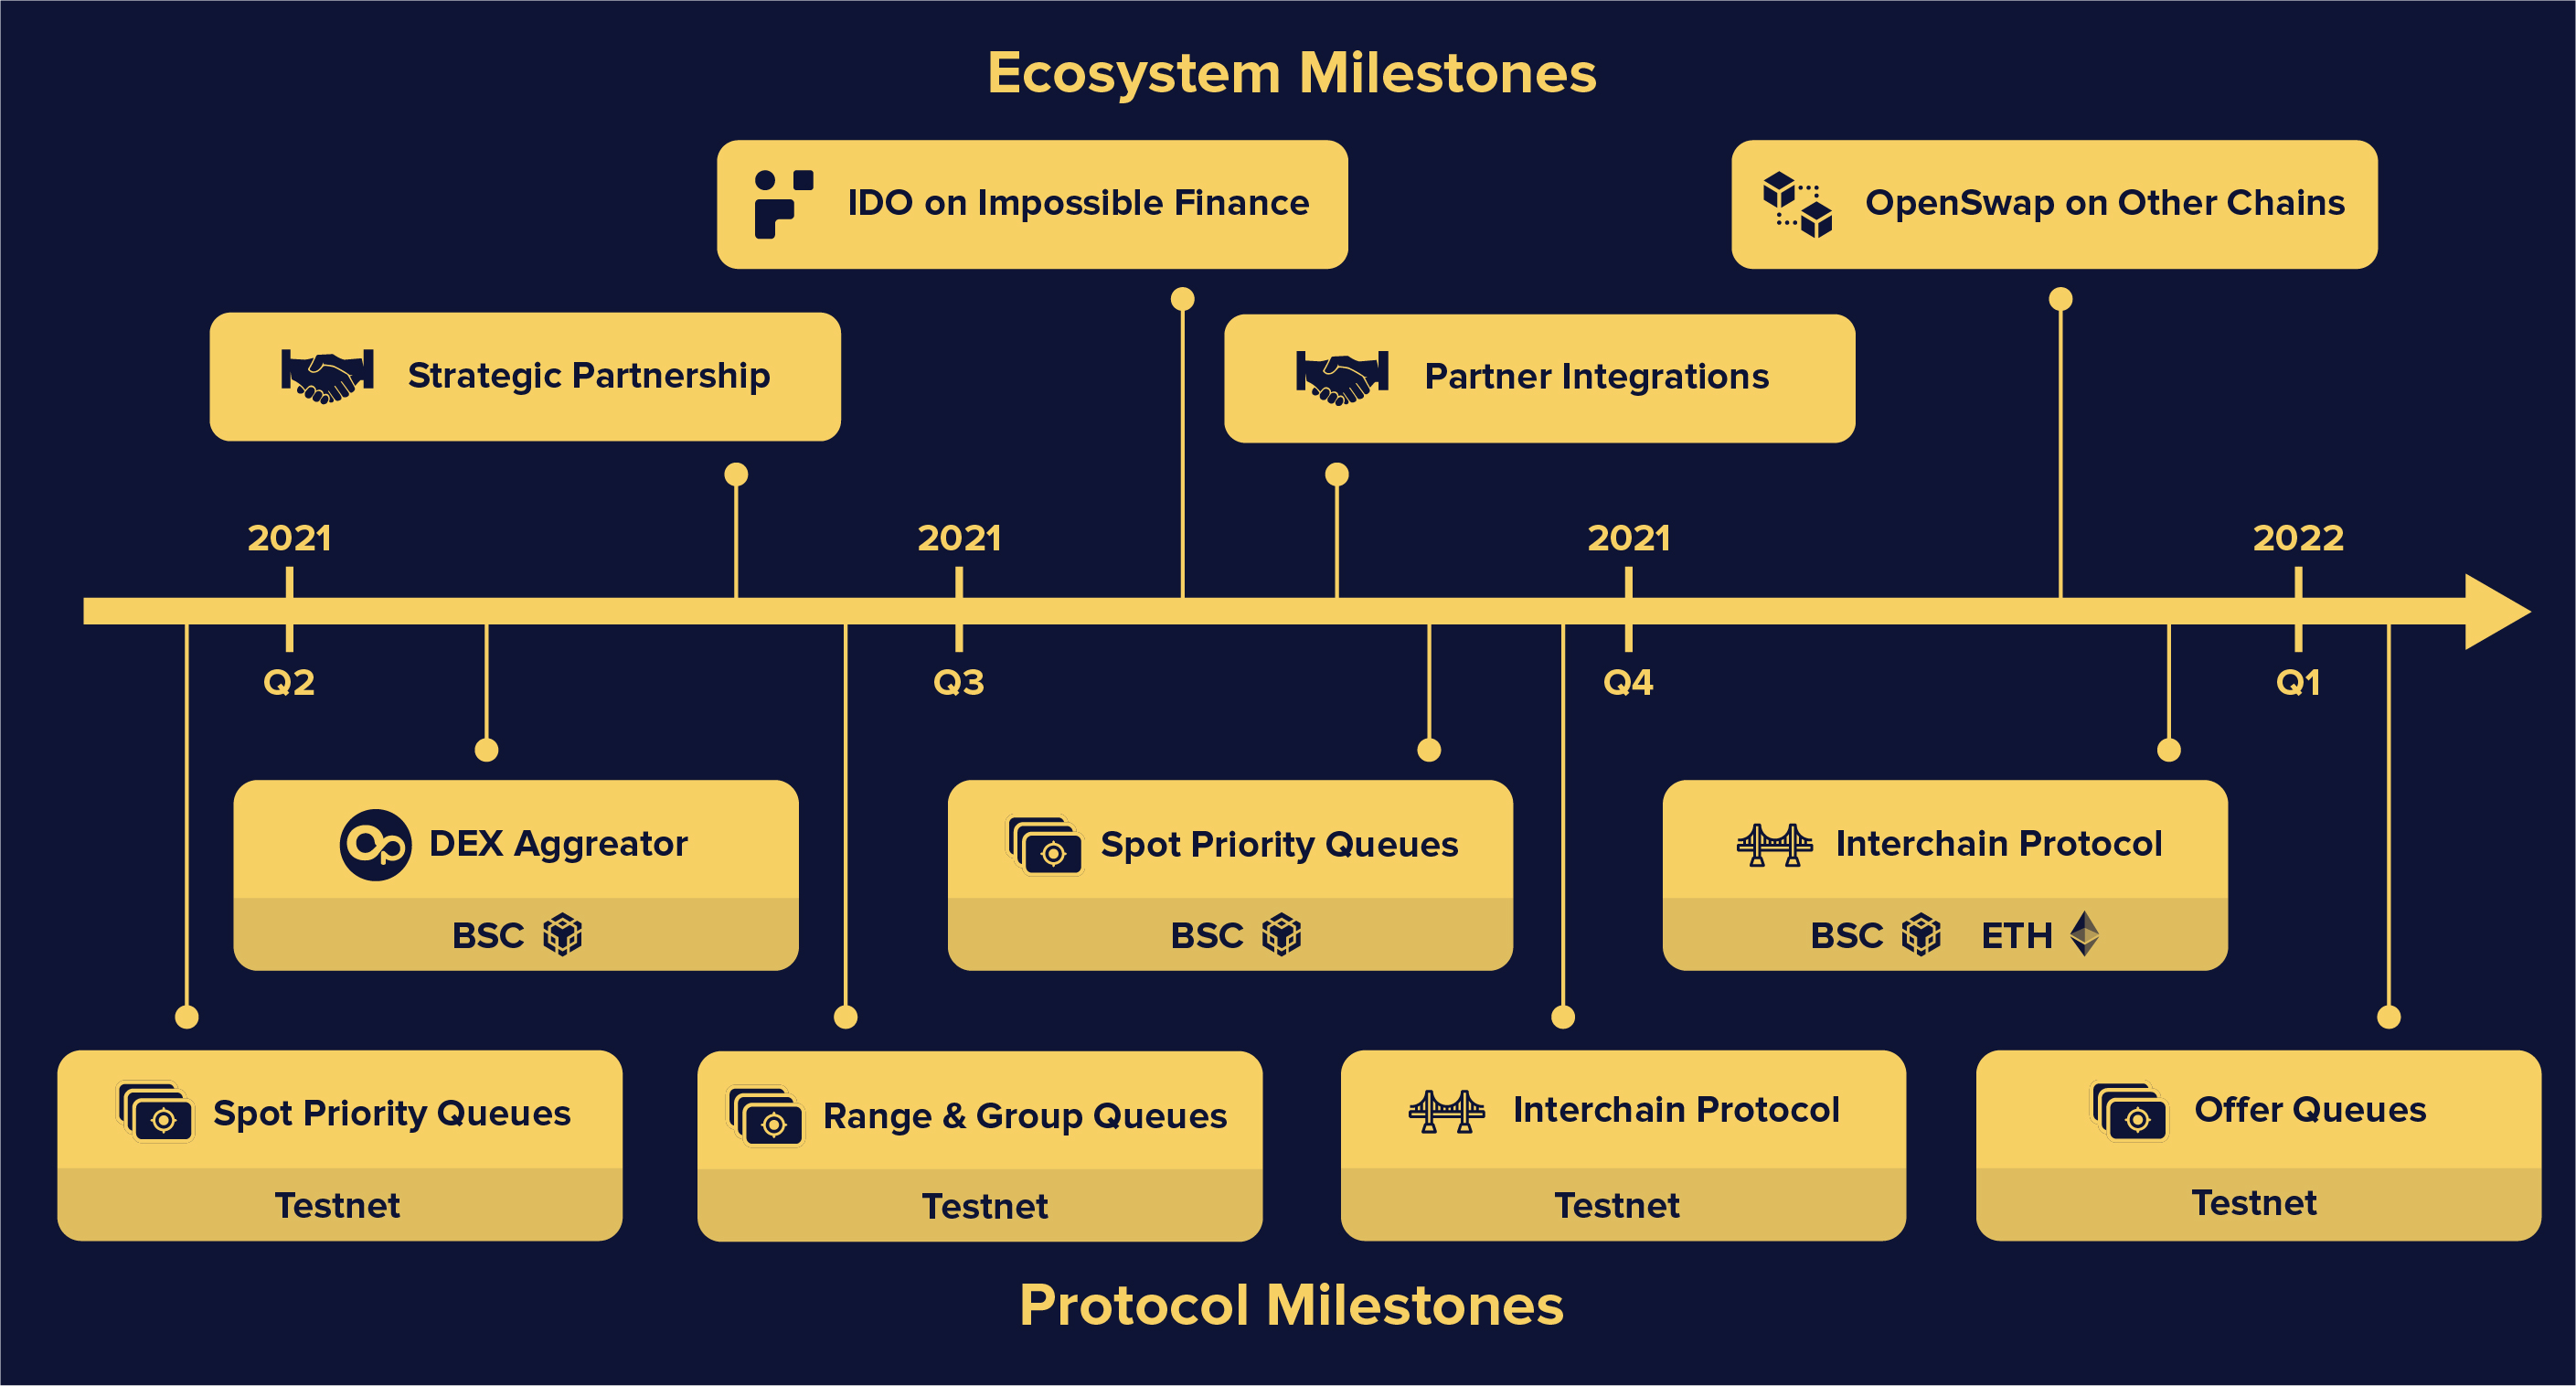 Ecosystem Milestones
IDO on Impossible Finance
OpenSwap on Other Chains
Strategic Partnership
Partner Integrations
2021
2021
2021
2022
Q2
Q3
Q4
Q1
DEX Aggreator
BSC
Spot Priority Queues
BSC
Interchain Protocol
BSC ETH
Spot Priority Queues
Testnet
Range & Group Queues
Testnet
Interchain Protocol
Testnet
Offer Queues
Testnet
Protocol Milestones